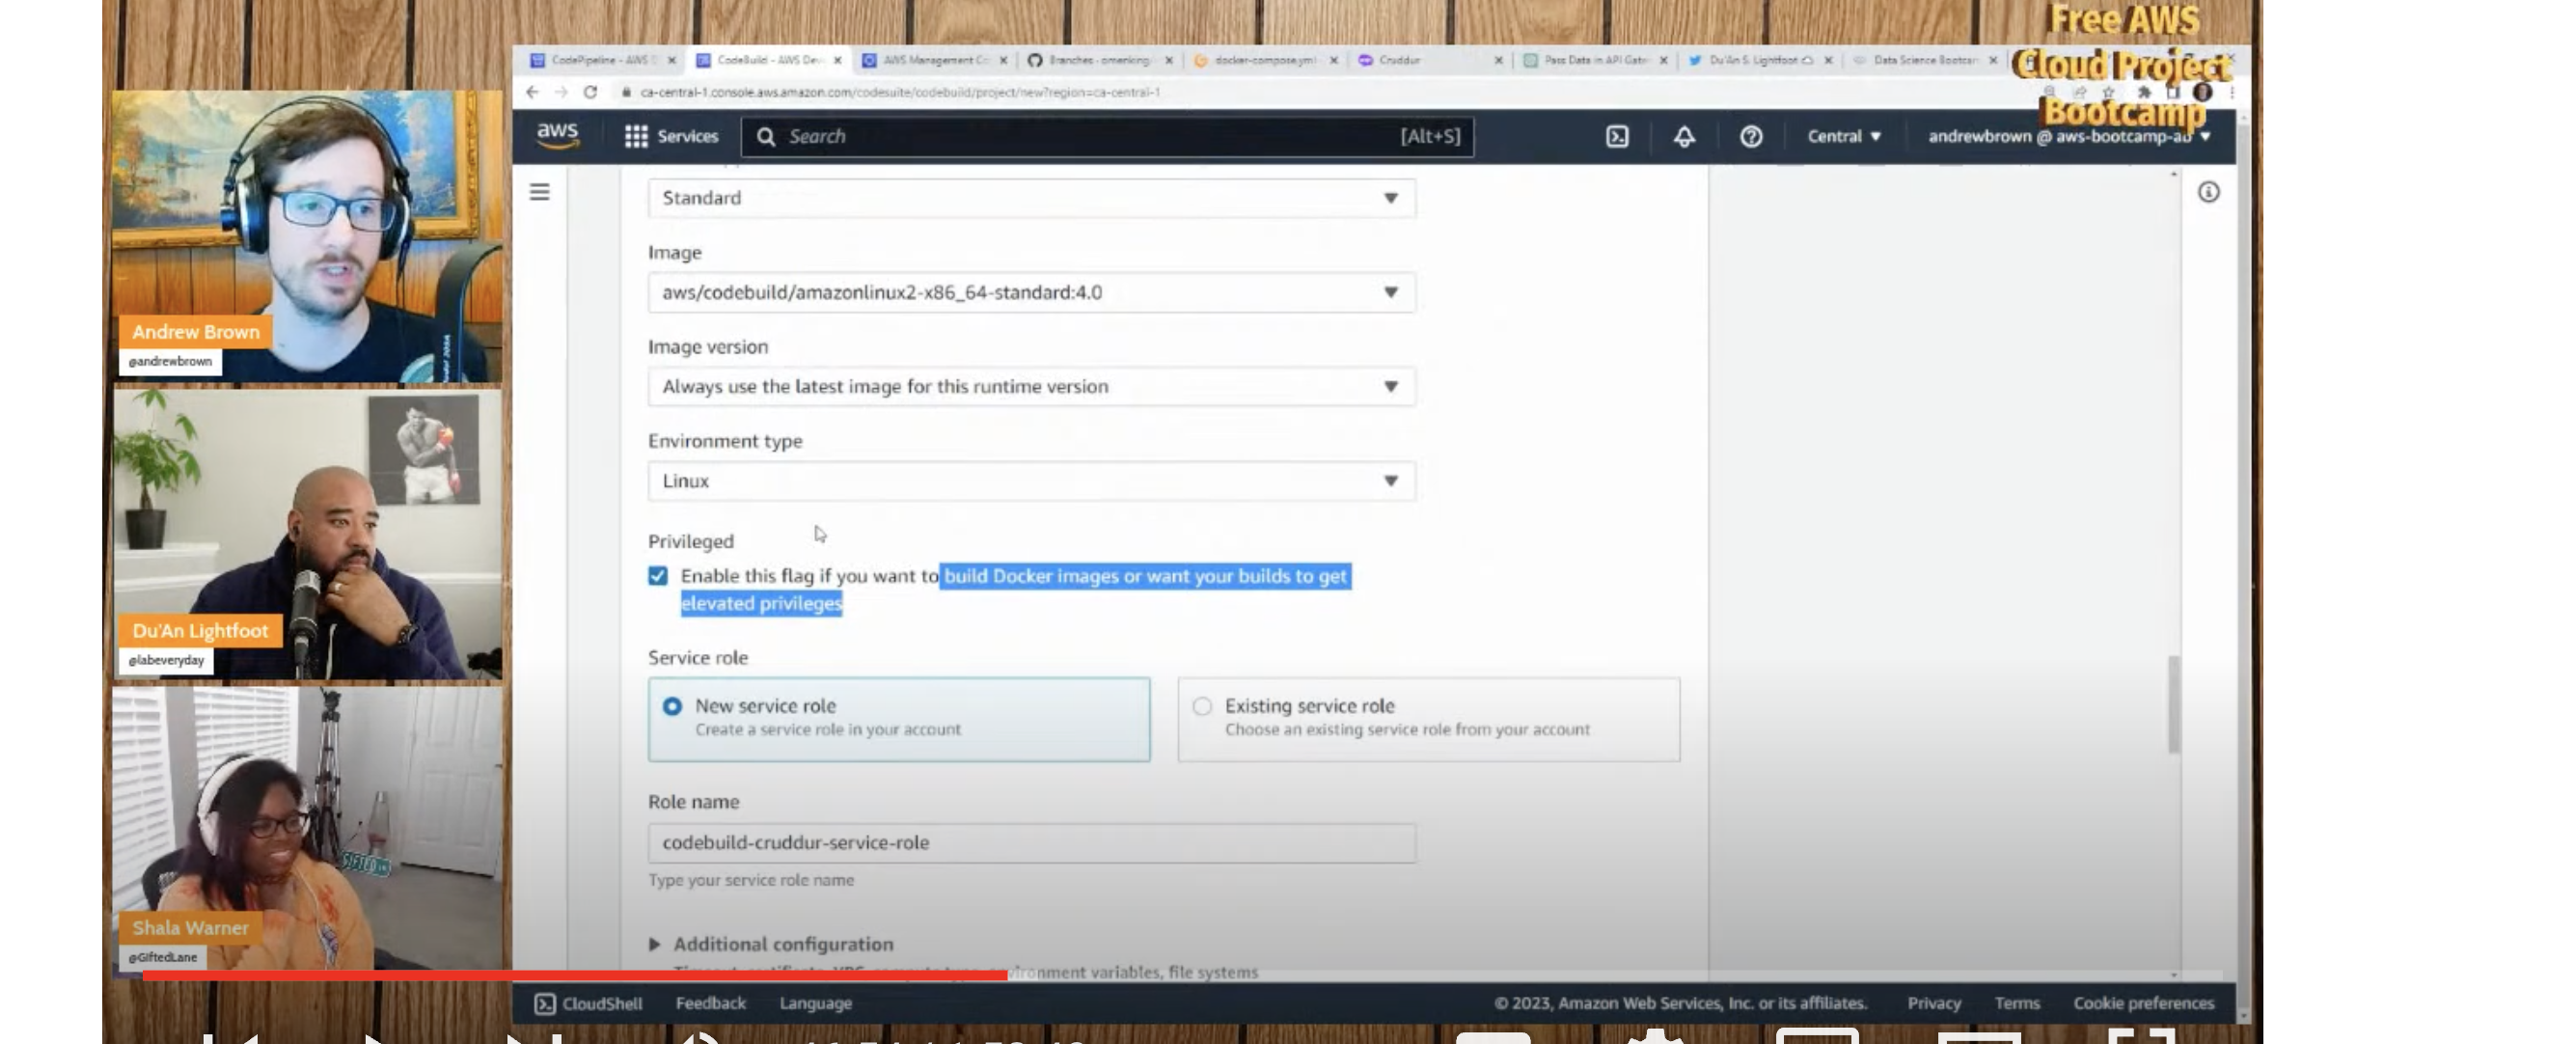 Free AWS
Cloud Project
Bootcamp
CodePipeline - AWS
CodeBuild - AWS Dev
AWS Management Co
Branches - omenking
docker-compose.yml
Cruddur
Pass Data in API Gate
Du'An S. Lightfoot
Data Science Bootcam
ca-central-1.console.aws.amazon.com/codesuite/codebuild/project/new?region=ca-central-1
aws
Services
Search
[Alt+S]
Central
andrewbrown @ aws-bootcamp-ab
Standard
Image
aws/codebuild/amazonlinux2-x86_64-standard:4.0
Image version
Always use the latest image for this runtime version
Environment type
Linux
Privileged
Enable this flag if you want to build Docker images or want your builds to get
elevated privileges
Service role
New service role
Create a service role in your account
Existing service role
Choose an existing service role from your account
Role name
codebuild-cruddur-service-role
Type your service role name
Additional configuration
environment variables, file systems
CloudShell
Feedback
Language
© 2023, Amazon Web Services, Inc. or its affiliates.
Privacy
Terms
Cookie preferences
Andrew Brown
@andrewbrown
Du'An Lightfoot
@labeveryday
GIFTED LN
Shala Warner
@GiftedLane